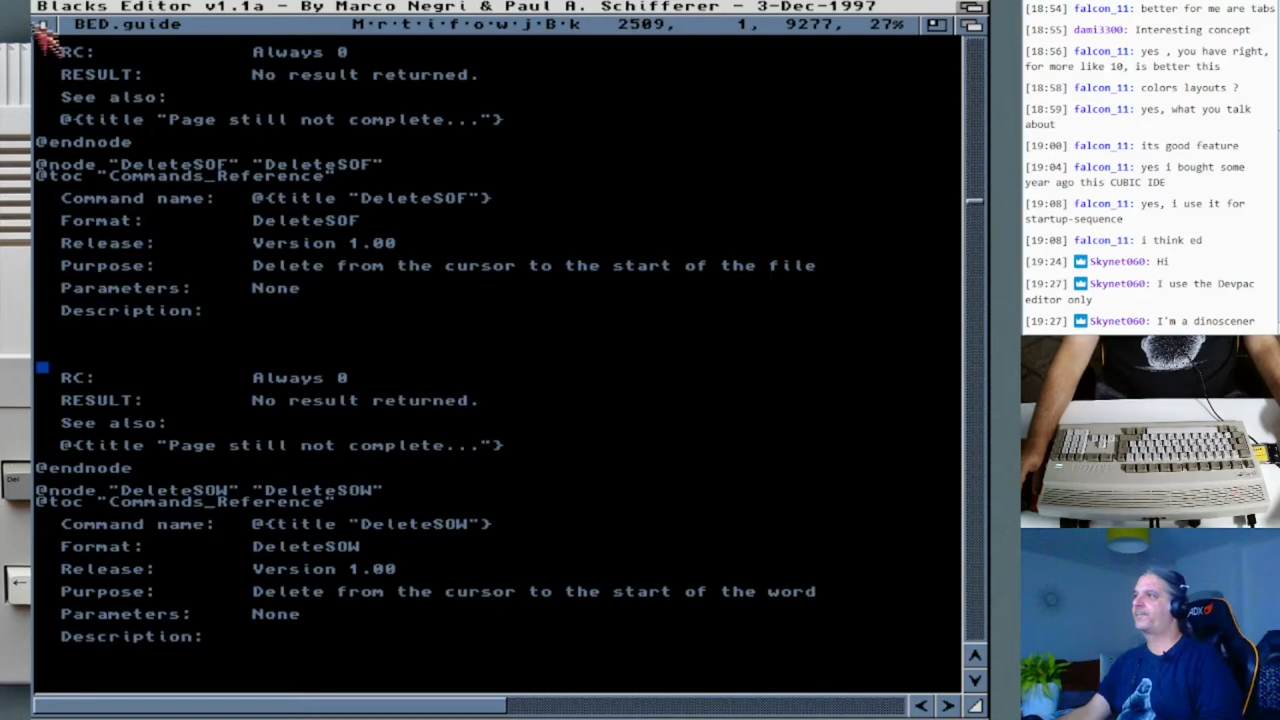 Blacks Editor v1.1a - By Marco Negri & Paul A. Schifferer - 3-Dec-1997
BED.guide M·r·t·i·f·o·w·j·B·k 2509, 1, 9277, 27%
RC: Always 0
RESULT: No result returned.
See also:
@{title "Page still not complete..."}
@endnode
@node "DeleteSOF" "DeleteSOF"
@toc "Commands_Reference"
Command name: @{title "DeleteSOF"}
Format: DeleteSOF
Release: Version 1.00
Purpose: Delete from the cursor to the start of the file
Parameters: None
Description:
RC: Always 0
RESULT: No result returned.
See also:
@{title "Page still not complete..."}
@endnode
@node "DeleteSOW" "DeleteSOW"
@toc "Commands_Reference"
Command name: @{title "DeleteSOW"}
Format: DeleteSOW
Release: Version 1.00
Purpose: Delete from the cursor to the start of the word
Parameters: None
Description:
Del
[18:54] falcon_11: better for me are tabs
[18:55] dami3300: Interesting concept
[18:56] falcon_11: yes , you have right,
for more like 10, is better this
[18:58] falcon_11: colors layouts ?
[18:59] falcon_11: yes, what you talk
about
[19:00] falcon_11: its good feature
[19:04] falcon_11: yes i bought some
year ago this CUBIC IDE
[19:08] falcon_11: yes, i use it for
startup-sequence
[19:08] falcon_11: i think ed
[19:24] Skynet060: Hi
[19:27] Skynet060: I use the Devpac
editor only
[19:27] Skynet060: I'm a dinoscener
ADX